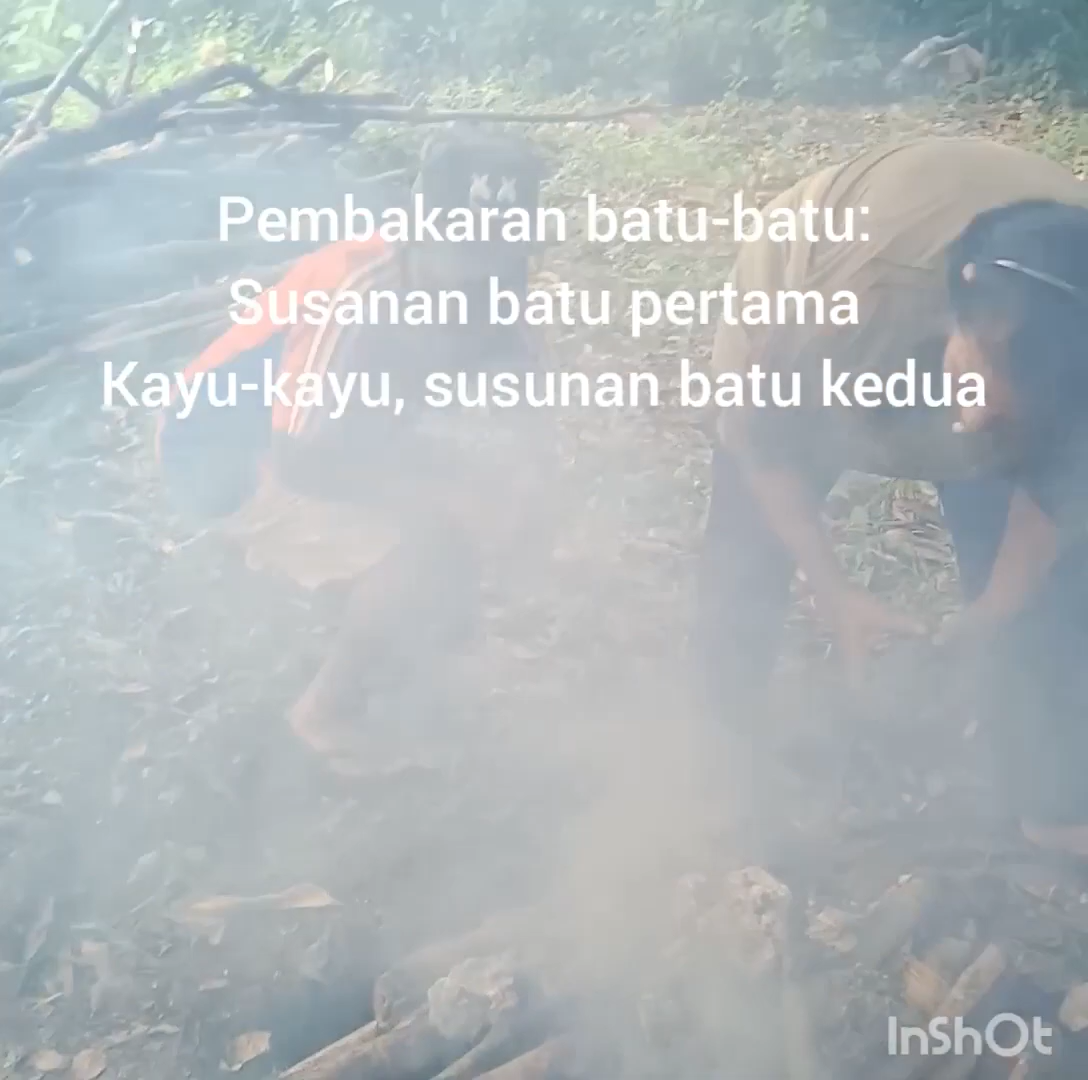 Pembakaran batu-batu:
Susanan batu pertama
Kayu-kayu, susunan batu kedua
InShOt